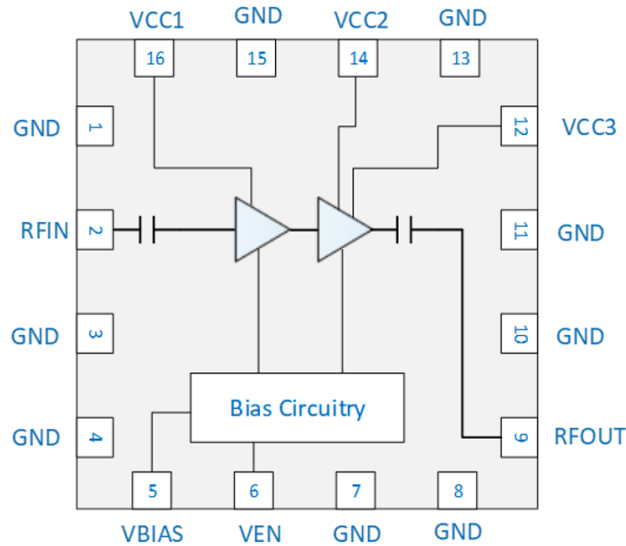 VCC1 GND VCC2 GND
16 15 14 13
GND 1 12 VCC3
RFIN 2 11 GND
GND 3 10 GND
Bias Circuitry
GND 4 9 RFOUT
5 6 7 8
VBIAS VEN GND GND